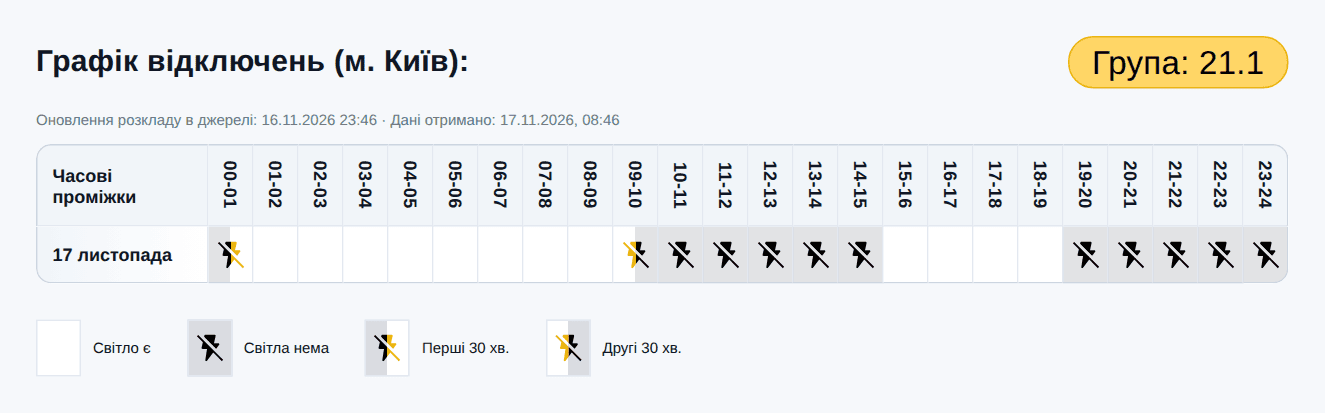 Графік відключень (м. Київ):
Група: 21.1
Оновлення розкладу в джерелі: 16.11.2026 23:46 · Дані отримано: 17.11.2026, 08:46
Часові
проміжки
00-01
01-02
02-03
03-04
04-05
05-06
06-07
07-08
08-09
09-10
10-11
11-12
12-13
13-14
14-15
15-16
16-17
17-18
18-19
19-20
20-21
21-22
22-23
23-24
17 листопада
Світло є
Світла нема
Перші 30 хв.
Другі 30 хв.